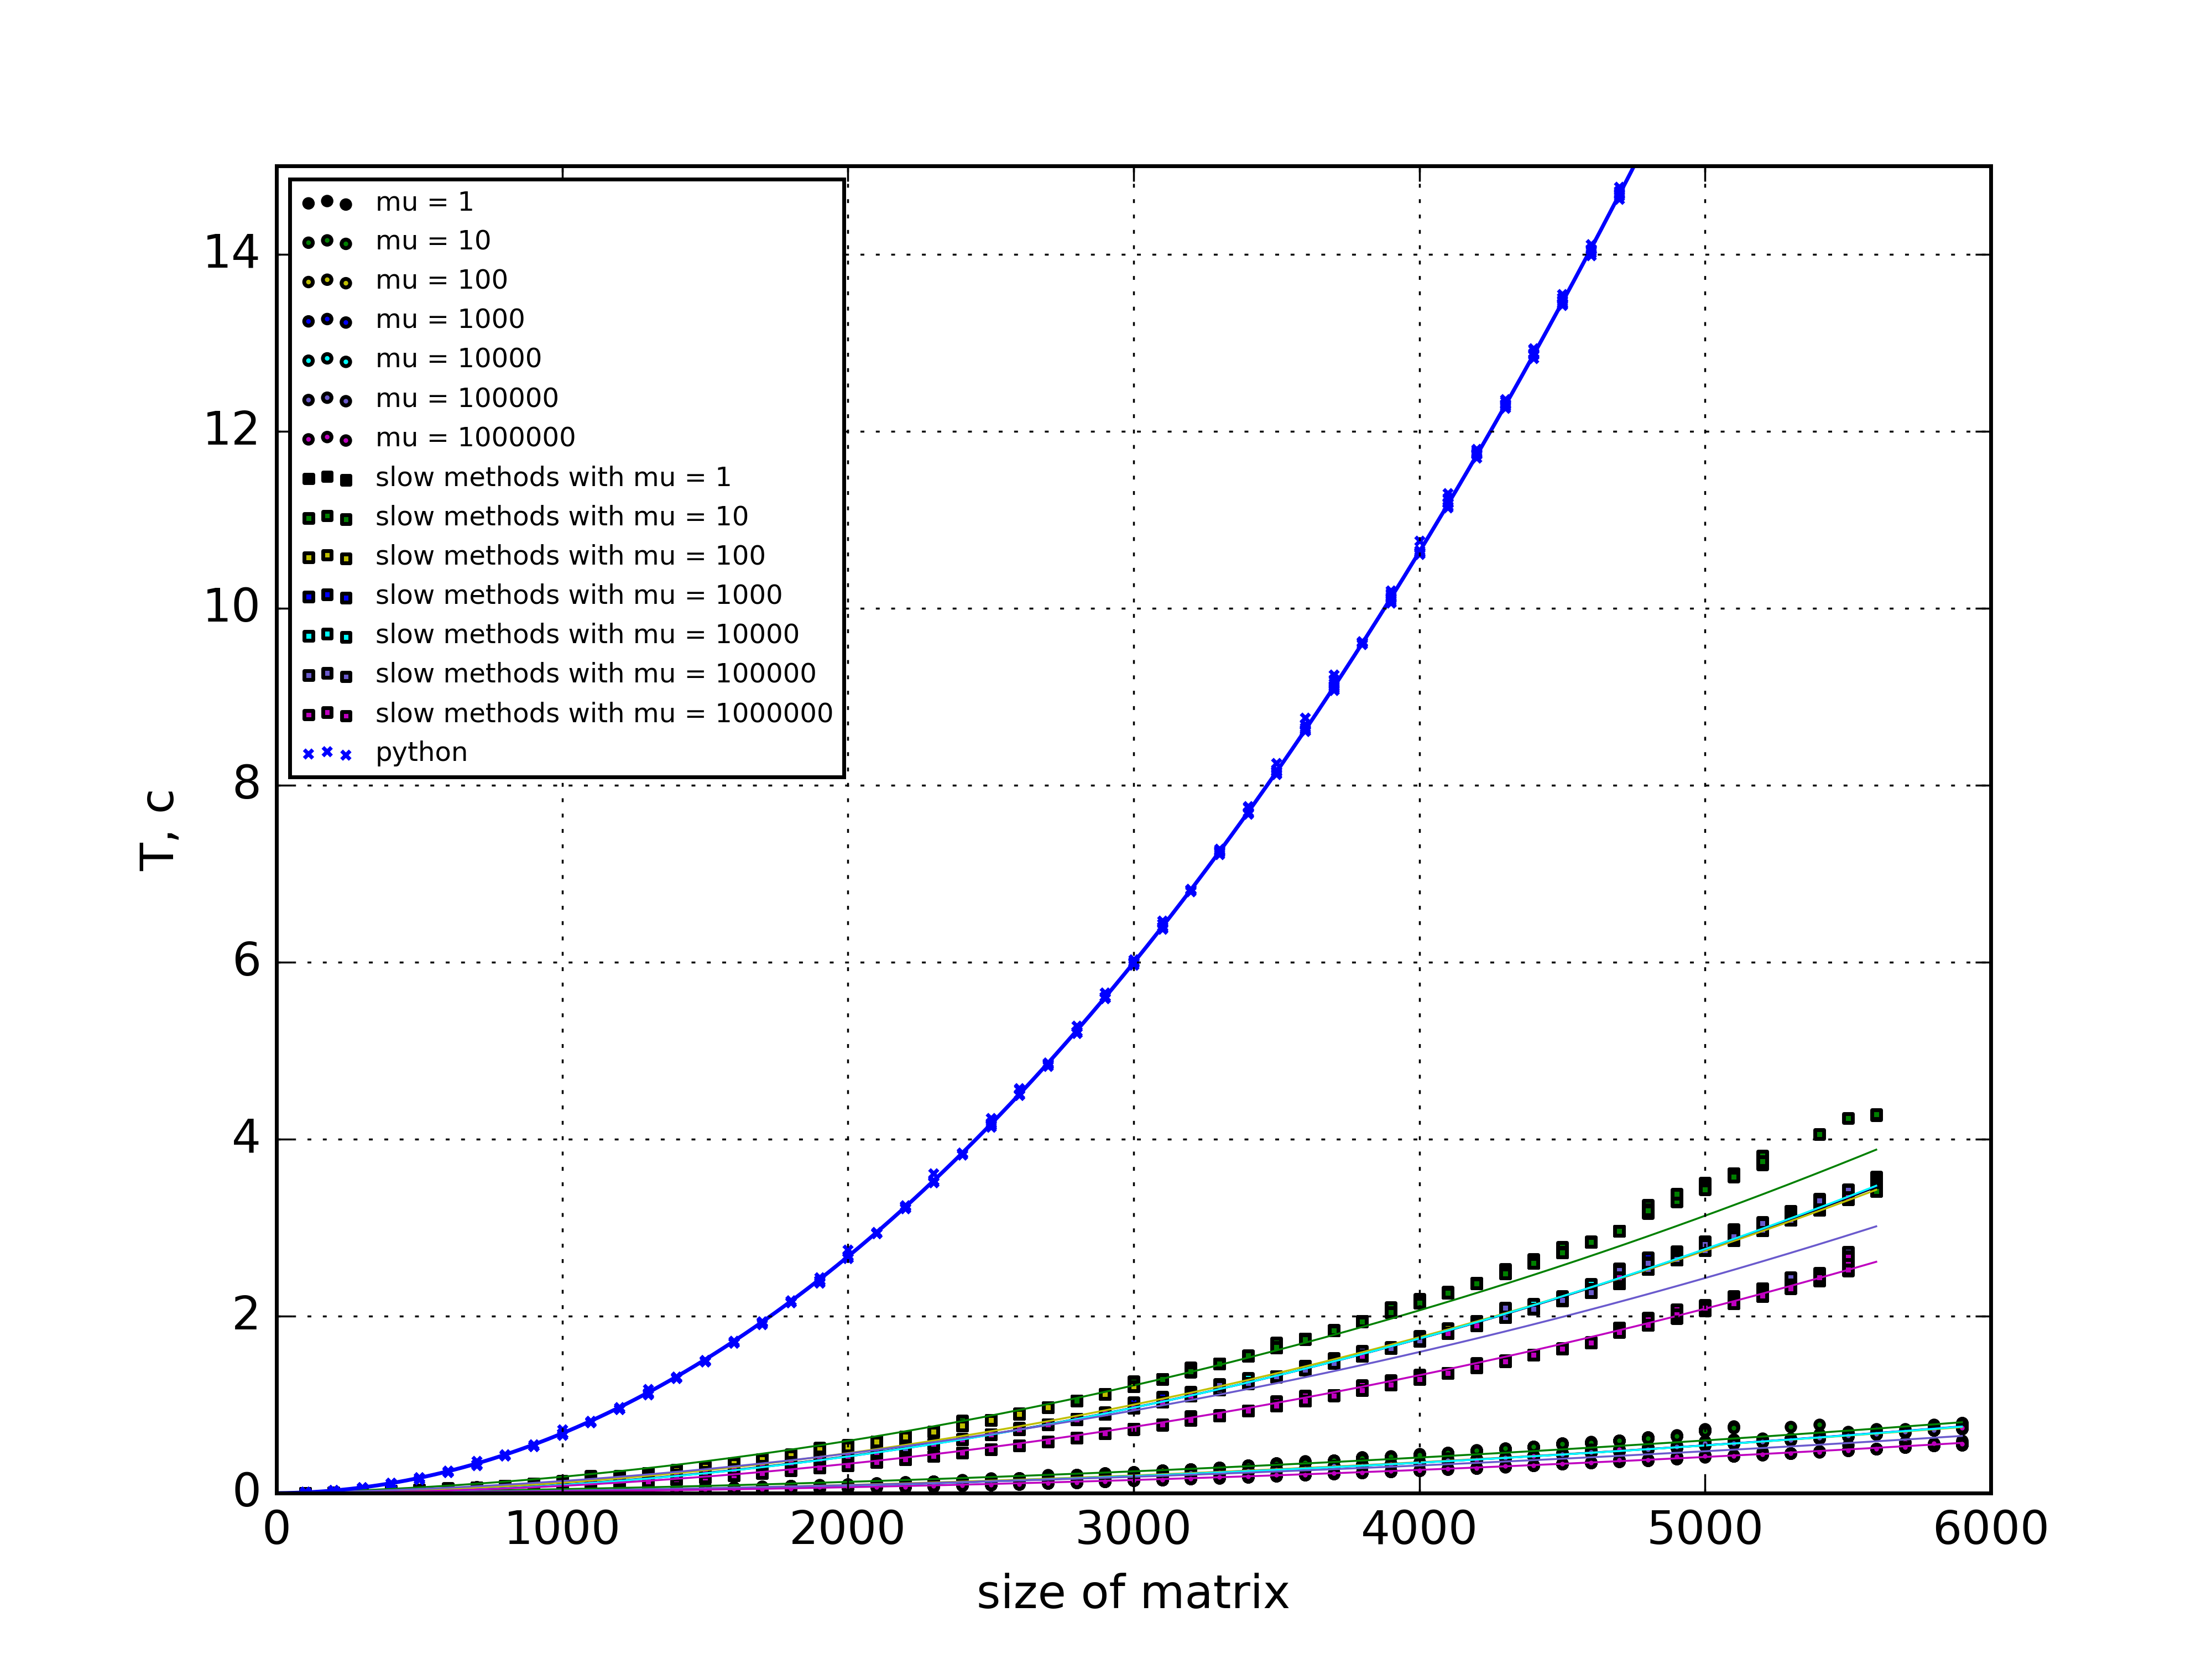 mu = 1
mu = 10
mu = 100
mu = 1000
mu = 10000
mu = 100000
mu = 1000000
slow methods with mu = 1
slow methods with mu = 10
slow methods with mu = 100
slow methods with mu = 1000
slow methods with mu = 10000
slow methods with mu = 100000
slow methods with mu = 1000000
python
14
12
10
8
6
4
2
0
T, c
0 1000 2000 3000 4000 5000 6000
size of matrix